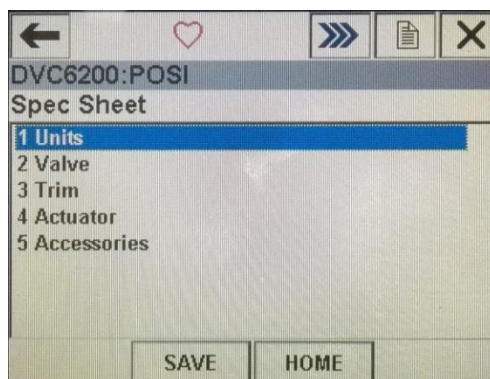 DVC6200:POSI
Spec Sheet
1 Units
2 Valve
3 Trim
4 Actuator
5 Accessories
SAVE HOME